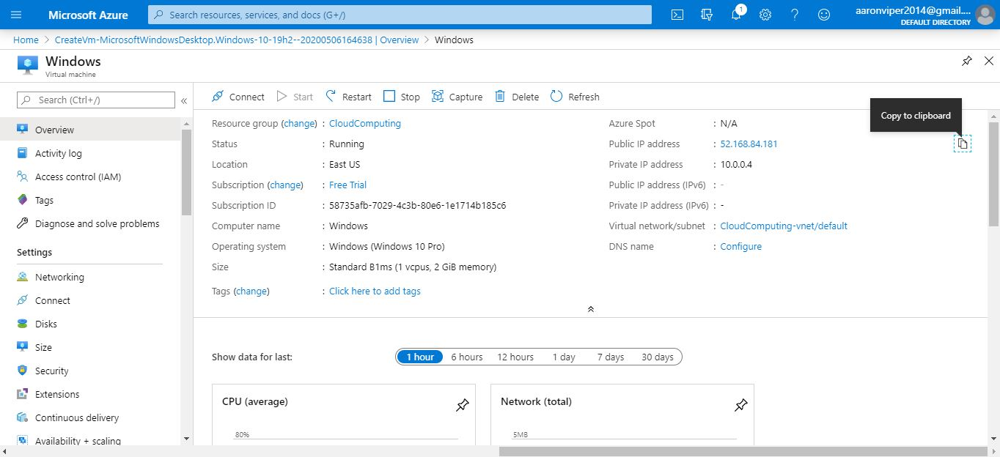 Microsoft Azure
Search resources, services, and docs (G+/)
1
aaronviper2014@gmail....
DEFAULT DIRECTORY
Home > CreateVm-MicrosoftWindowsDesktop.Windows-10-19h2--20200506164638 | Overview > Windows
Windows
Virtual machine
Search (Ctrl+/)
«
Overview
Activity log
Access control (IAM)
Tags
Diagnose and solve problems
Settings
Networking
Connect
Disks
Size
Security
Extensions
Continuous delivery
Availability + scaling
Connect Start Restart Stop Capture Delete Refresh
Copy to clipboard
Resource group (change) : CloudComputing
Status : Running
Location : East US
Subscription (change) : Free Trial
Subscription ID : 58735afb-7029-4c3b-80e6-1e1714b185c6
Computer name : Windows
Operating system : Windows (Windows 10 Pro)
Size : Standard B1ms (1 vcpus, 2 GiB memory)
Tags (change) : Click here to add tags
Azure Spot : N/A
Public IP address : 52.168.84.181
Private IP address : 10.0.0.4
Public IP address (IPv6) : -
Private IP address (IPv6) : -
Virtual network/subnet : CloudComputing-vnet/default
DNS name : Configure
Show data for last: 1 hour 6 hours 12 hours 1 day 7 days 30 days
CPU (average)
80%
Network (total)
5MB